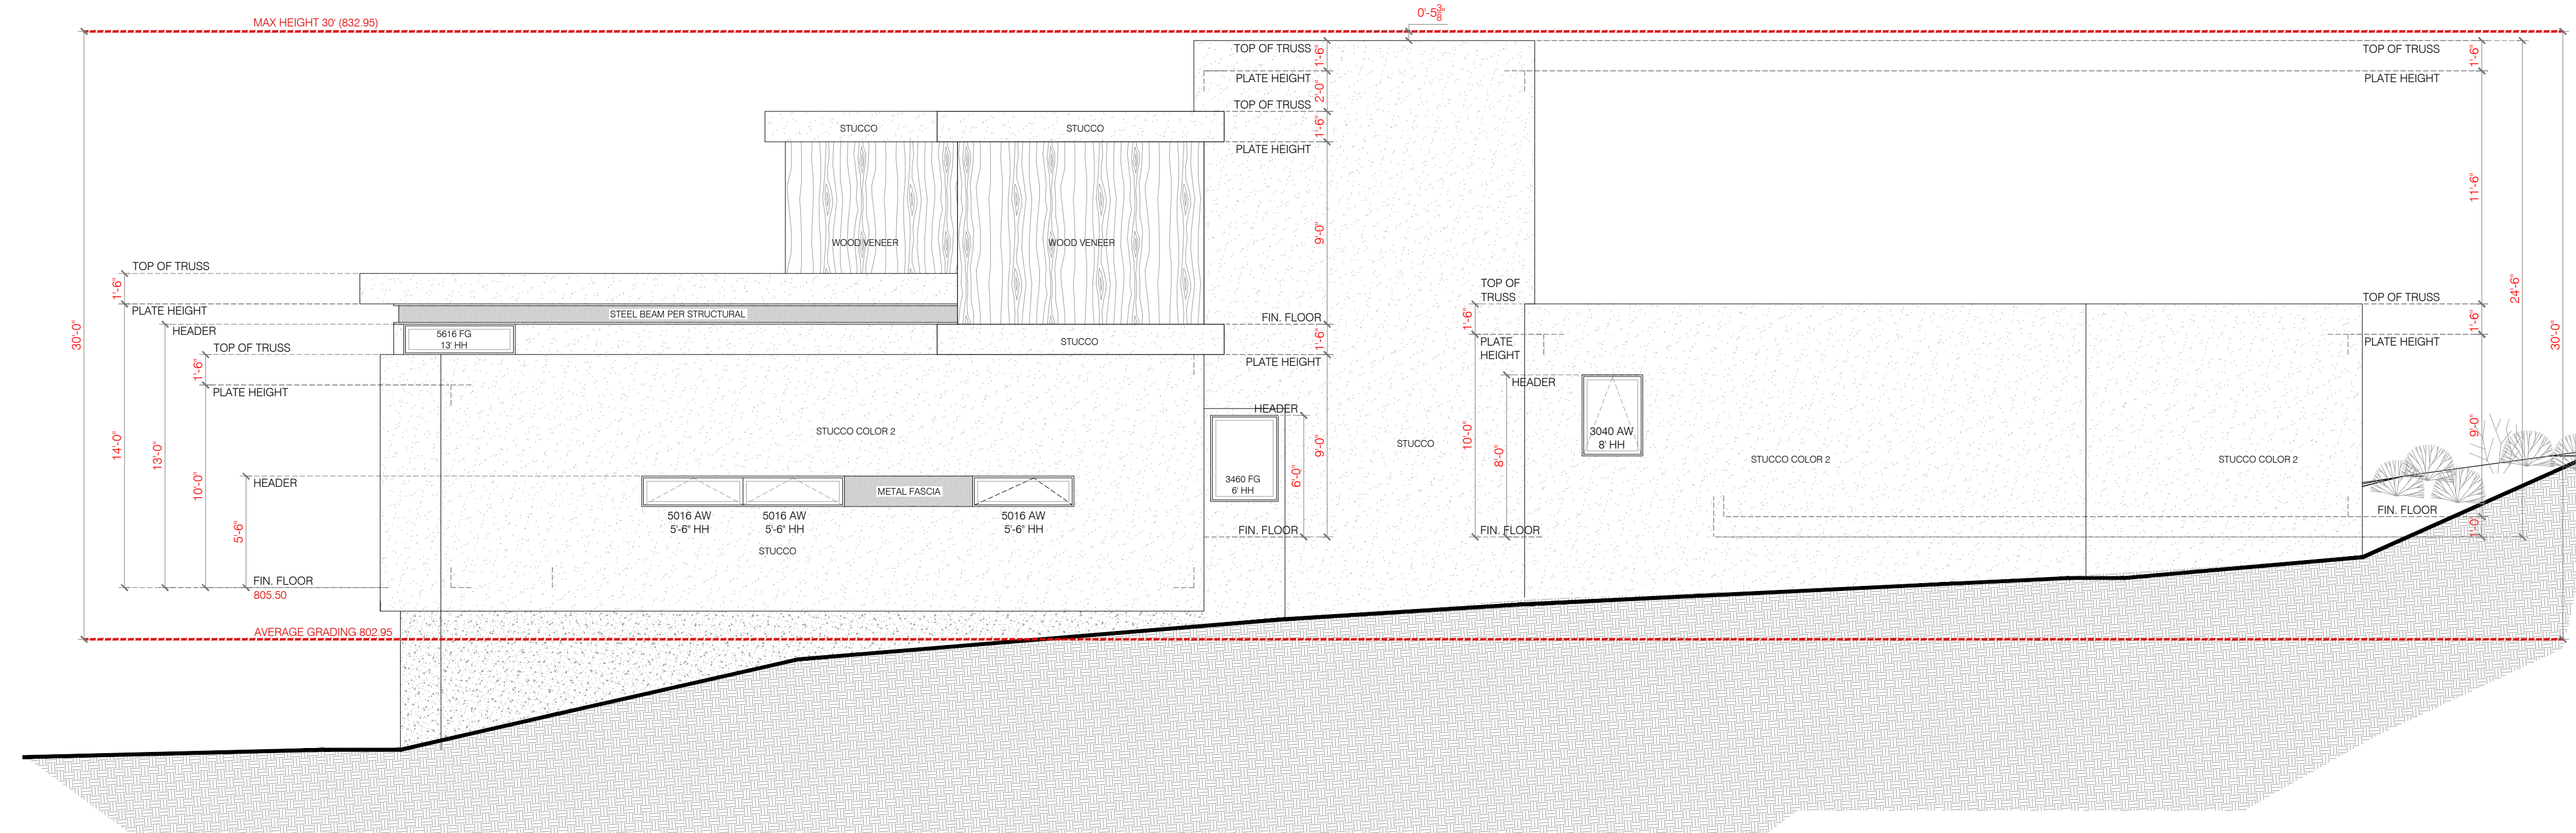 MAX HEIGHT 30' (832.95)
0'-5 3/8"
TOP OF TRUSS
1'-6"
TOP OF TRUSS
1'-6"
PLATE HEIGHT
PLATE HEIGHT
2'-0"
TOP OF TRUSS
STUCCO
STUCCO
1'-6"
PLATE HEIGHT
11'-6"
9'-0"
WOOD VENEER
WOOD VENEER
TOP OF TRUSS
1'-6"
TOP OF
TRUSS
24'-6"
TOP OF TRUSS
PLATE HEIGHT
STEEL BEAM PER STRUCTURAL
FIN. FLOOR
1'-6"
1'-6"
HEADER
30'-0"
30'-0"
5616 FG
13' HH
STUCCO
1'-6"
PLATE
HEIGHT
PLATE HEIGHT
TOP OF TRUSS
PLATE HEIGHT
1'-6"
HEADER
PLATE HEIGHT
HEADER
14'-0"
13'-0"
STUCCO COLOR 2
9'-0"
STUCCO
10'-0"
8'-0"
3040 AW
8' HH
9'-0"
STUCCO COLOR 2
STUCCO COLOR 2
10'-0"
HEADER
5'-6"
METAL FASCIA
3460 FG
6' HH
6'-0"
5016 AW
5'-6" HH
5016 AW
5'-6" HH
5016 AW
5'-6" HH
FIN. FLOOR
FIN. FLOOR
FIN. FLOOR
1'-0"
STUCCO
FIN. FLOOR
805.50
AVERAGE GRADING 802.95